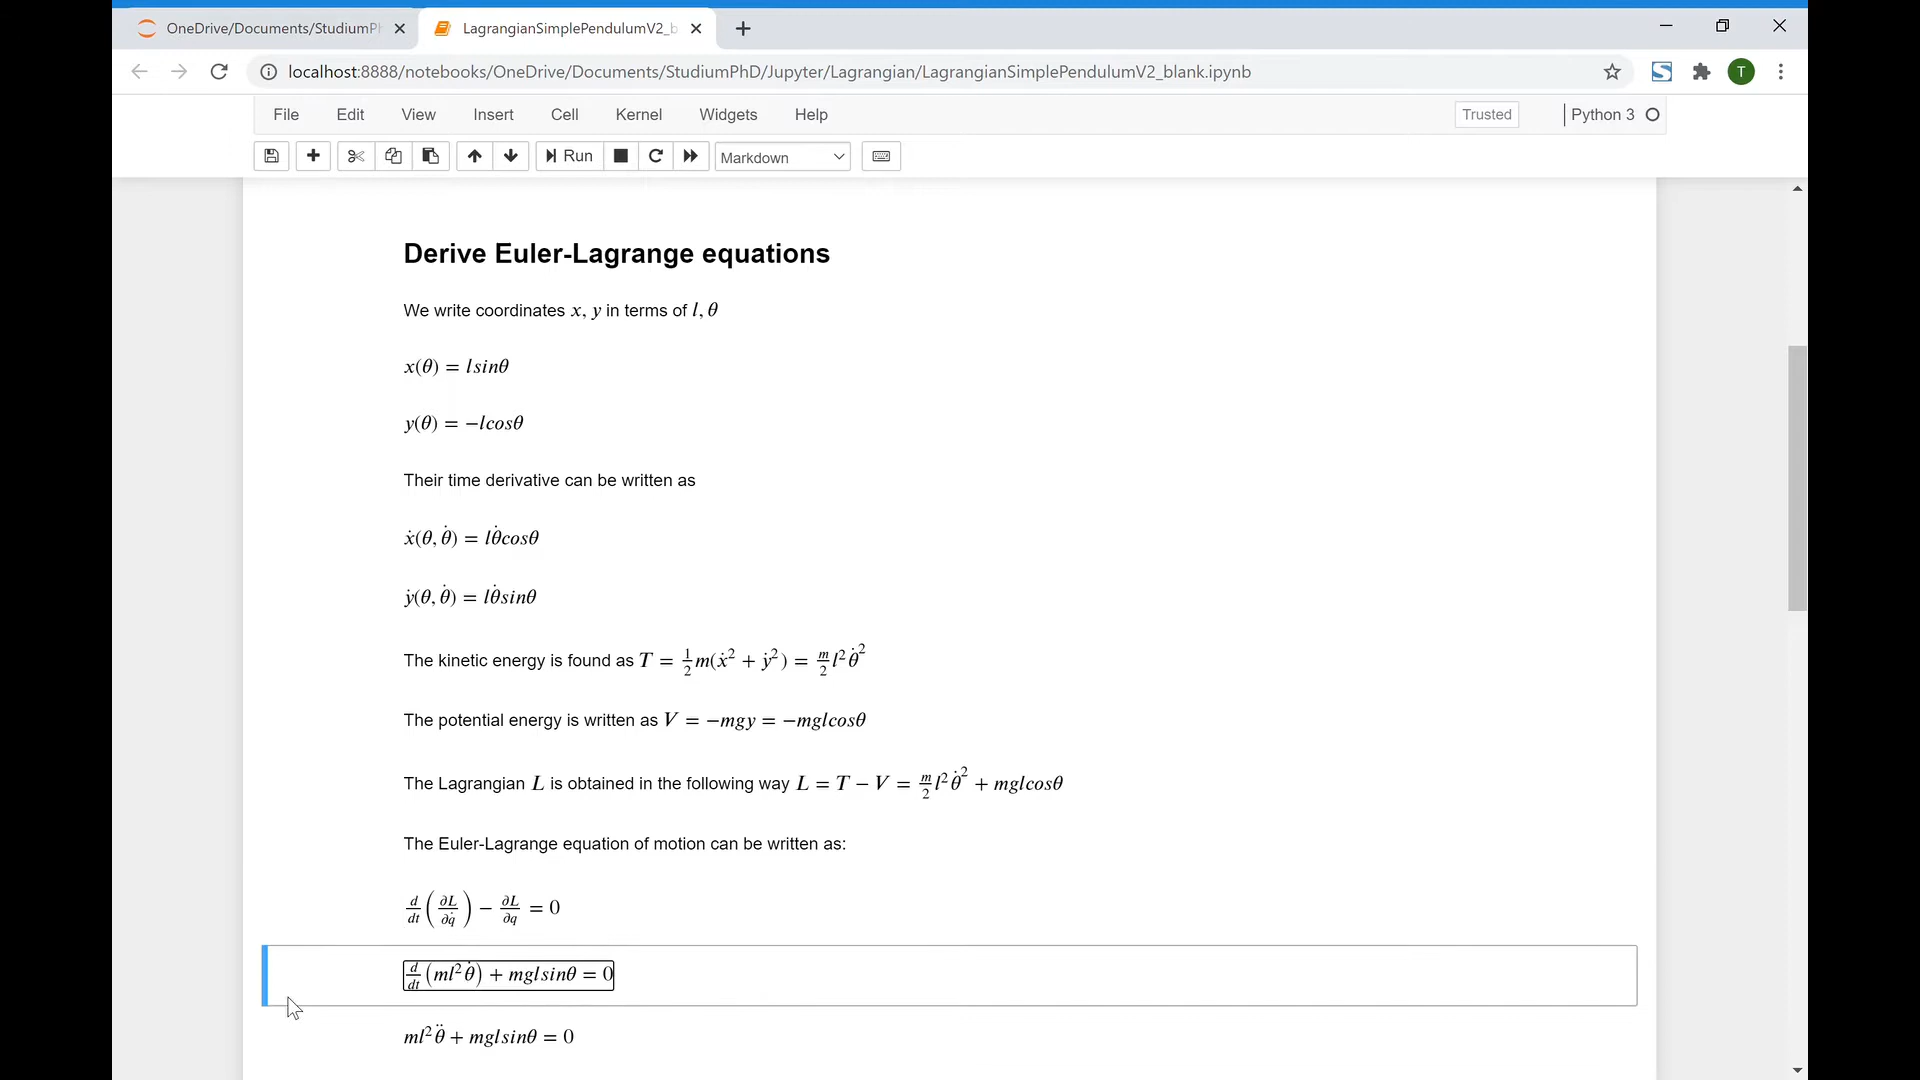 OneDrive/Documents/StudiumPh
LagrangianSimplePendulumV2_b
localhost:8888/notebooks/OneDrive/Documents/StudiumPhD/Jupyter/Lagrangian/LagrangianSimplePendulumV2_blank.ipynb
T
File Edit View Insert Cell Kernel Widgets Help Trusted Python 3
Run Markdown
Derive Euler-Lagrange equations
We write coordinates x, y in terms of l, θ
x(θ) = lsinθ
y(θ) = −lcosθ
Their time derivative can be written as
ẋ(θ, θ̇) = lθ̇cosθ
ẏ(θ, θ̇) = lθ̇sinθ
The kinetic energy is found as T = 1/2 m(ẋ² + ẏ²) = m/2 l²θ̇²
The potential energy is written as V = −mgy = −mglcosθ
The Lagrangian L is obtained in the following way L = T − V = m/2 l²θ̇² + mglcosθ
The Euler-Lagrange equation of motion can be written as:
d/dt (∂L/∂q̇) − ∂L/∂q = 0
d/dt (ml²θ̇) + mglsinθ = 0
ml²θ̈ + mglsinθ = 0